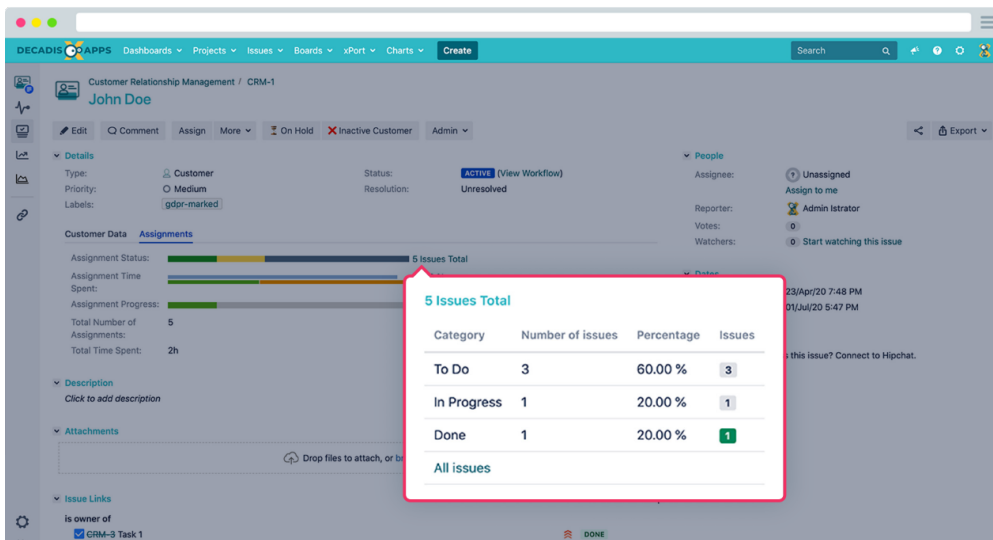 DECADIS APPS Dashboards Projects Issues Boards xPort Charts Create Search
Customer Relationship Management / CRM-1
John Doe
Edit Comment Assign More On Hold Inactive Customer Admin Export
Details
Type: Customer
Status: ACTIVE (View Workflow)
Priority: Medium
Resolution: Unresolved
Labels: gdpr-marked
People
Assignee: Unassigned
Assign to me
Reporter: Admin Istrator
Votes: 0
Watchers: 0 Start watching this issue
Customer Data Assignments
Assignment Status: 5 Issues Total
Assignment Time
Spent:
Assignment Progress:
Total Number of
Assignments:
5
Total Time Spent: 2h
Dates
23/Apr/20 7:48 PM
01/Jul/20 5:47 PM
this issue? Connect to Hipchat.
5 Issues Total
Category Number of issues Percentage Issues
To Do 3 60.00 % 3
In Progress 1 20.00 % 1
Done 1 20.00 % 1
All issues
Description
Click to add description
Attachments
Drop files to attach, or
Issue Links
is owner of
CRM-3 Task 1 DONE